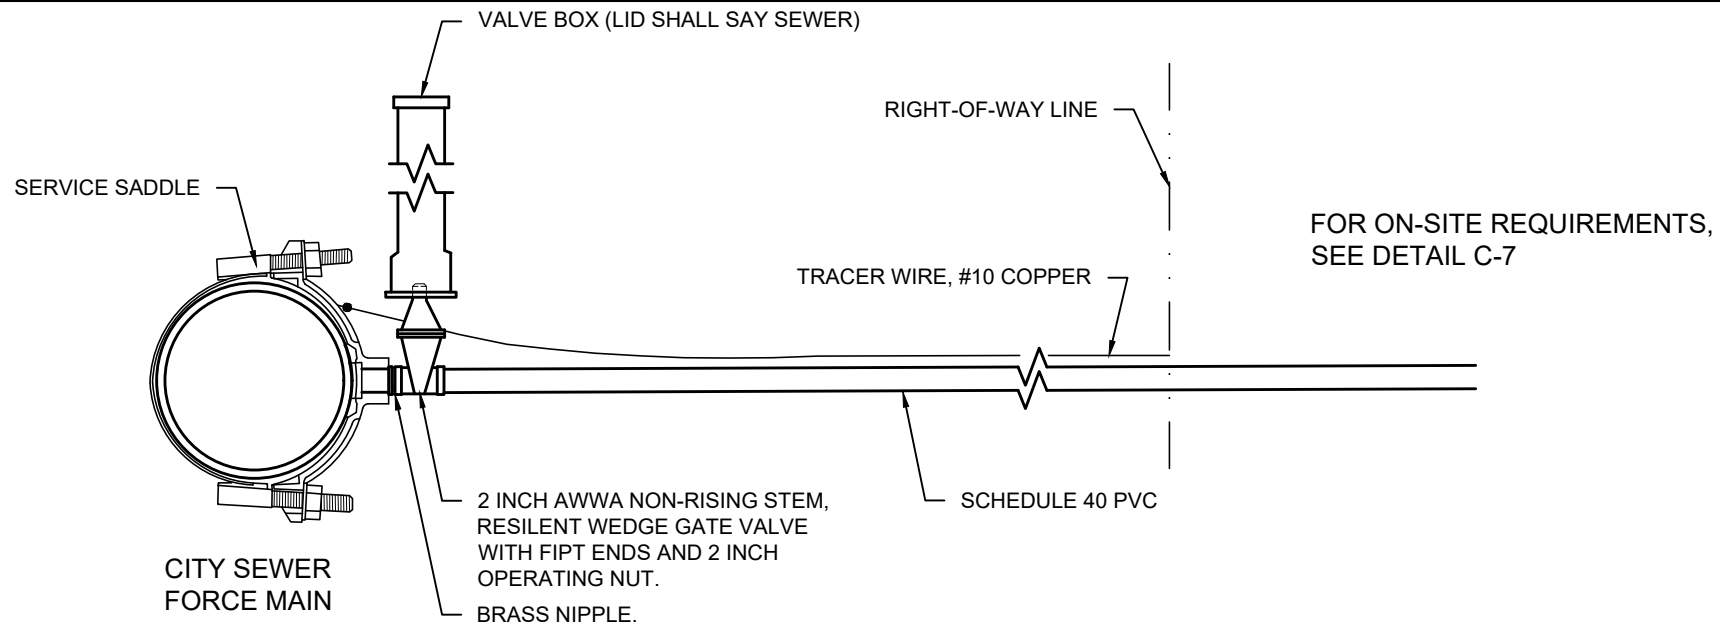 VALVE BOX (LID SHALL SAY SEWER)
RIGHT-OF-WAY LINE
SERVICE SADDLE
FOR ON-SITE REQUIREMENTS,
SEE DETAIL C-7
TRACER WIRE, #10 COPPER
2 INCH AWWA NON-RISING STEM,
RESILENT WEDGE GATE VALVE
WITH FIPT ENDS AND 2 INCH
OPERATING NUT.
SCHEDULE 40 PVC
CITY SEWER
FORCE MAIN
BRASS NIPPLE.